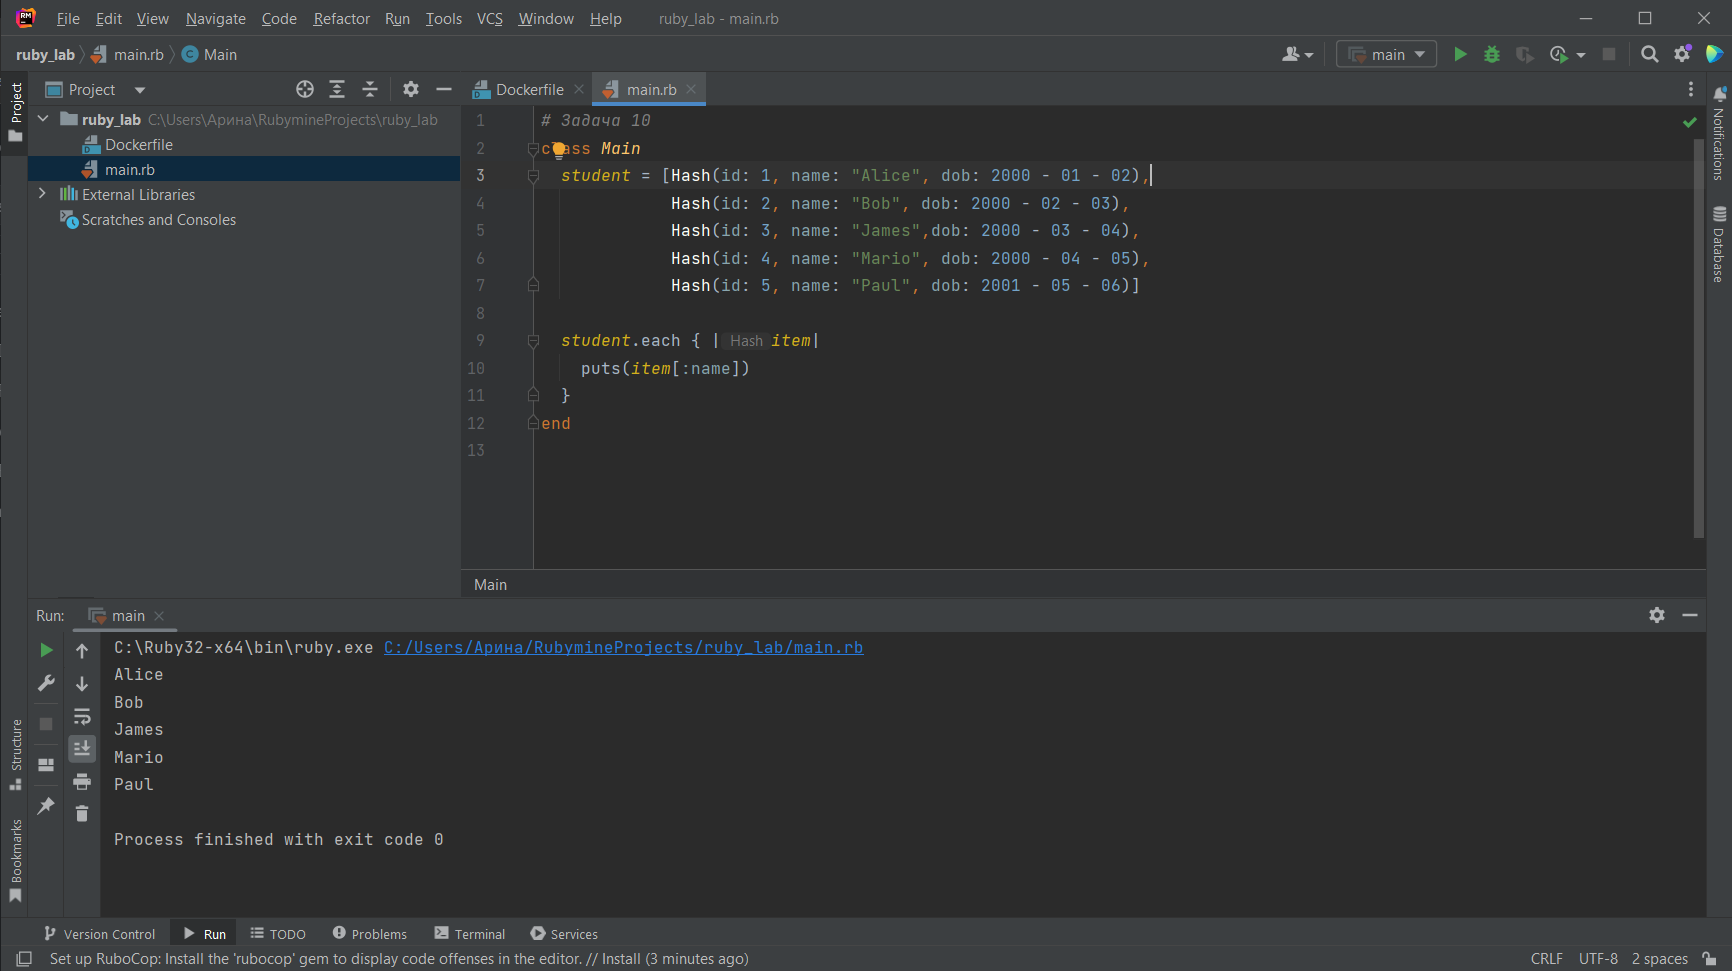 File Edit View Navigate Code Refactor Run Tools VCS Window Help ruby_lab - main.rb
ruby_lab main.rb C Main
main
Project
Dockerfile
main.rb
Project
ruby_lab C:\Users\Арина\RubymineProjects\ruby_lab
Dockerfile
main.rb
External Libraries
Scratches and Consoles
Structure
Bookmarks
Notifications
Database
1 # Задача 10
2 class Main
3 student = [Hash(id: 1, name: "Alice", dob: 2000 - 01 - 02),
4 Hash(id: 2, name: "Bob", dob: 2000 - 02 - 03),
5 Hash(id: 3, name: "James",dob: 2000 - 03 - 04),
6 Hash(id: 4, name: "Mario", dob: 2000 - 04 - 05),
7 Hash(id: 5, name: "Paul", dob: 2001 - 05 - 06)]
8
9 student.each { | Hash item|
10 puts(item[:name])
11 }
12 end
13
Main
Run: main
C:\Ruby32-x64\bin\ruby.exe C:/Users/Арина/RubymineProjects/ruby_lab/main.rb
Alice
Bob
James
Mario
Paul
Process finished with exit code 0
Version Control Run TODO Problems Terminal Services
Set up RuboCop: Install the 'rubocop' gem to display code offenses in the editor. // Install (3 minutes ago) CRLF UTF-8 2 spaces